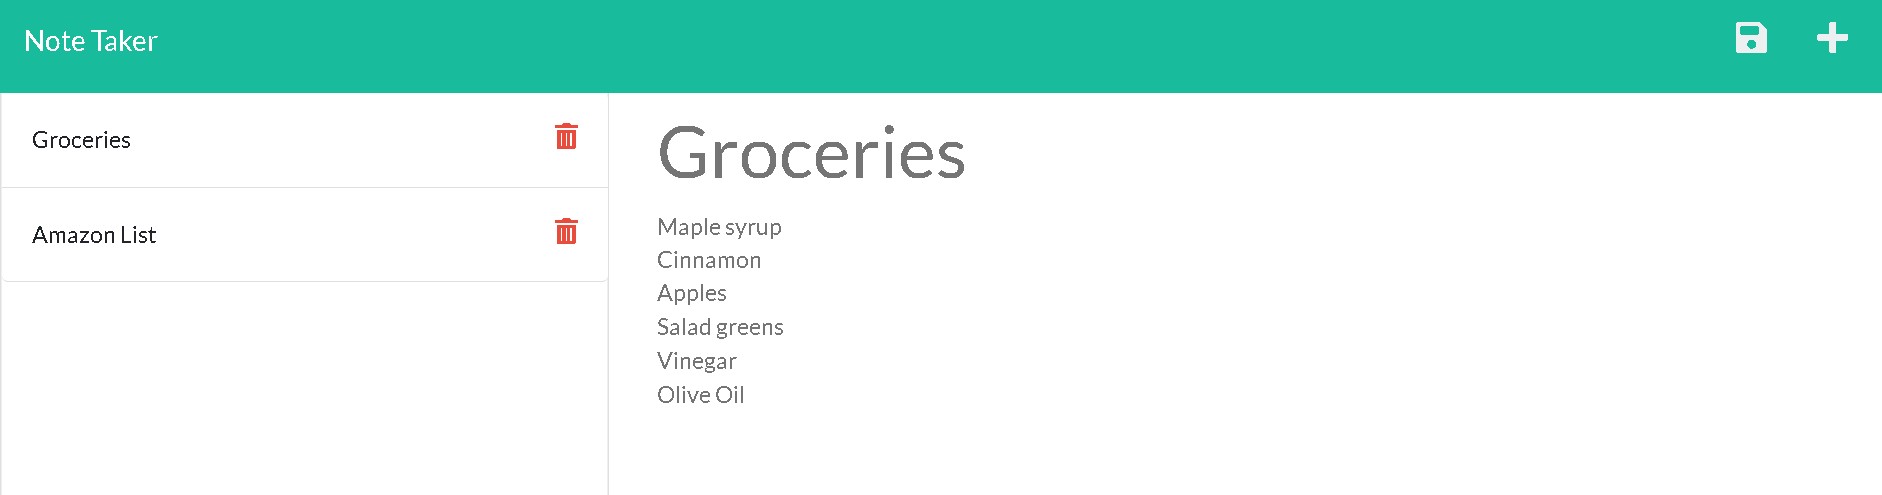 Note Taker
Groceries
Amazon List
Groceries
Maple syrup
Cinnamon
Apples
Salad greens
Vinegar
Olive Oil